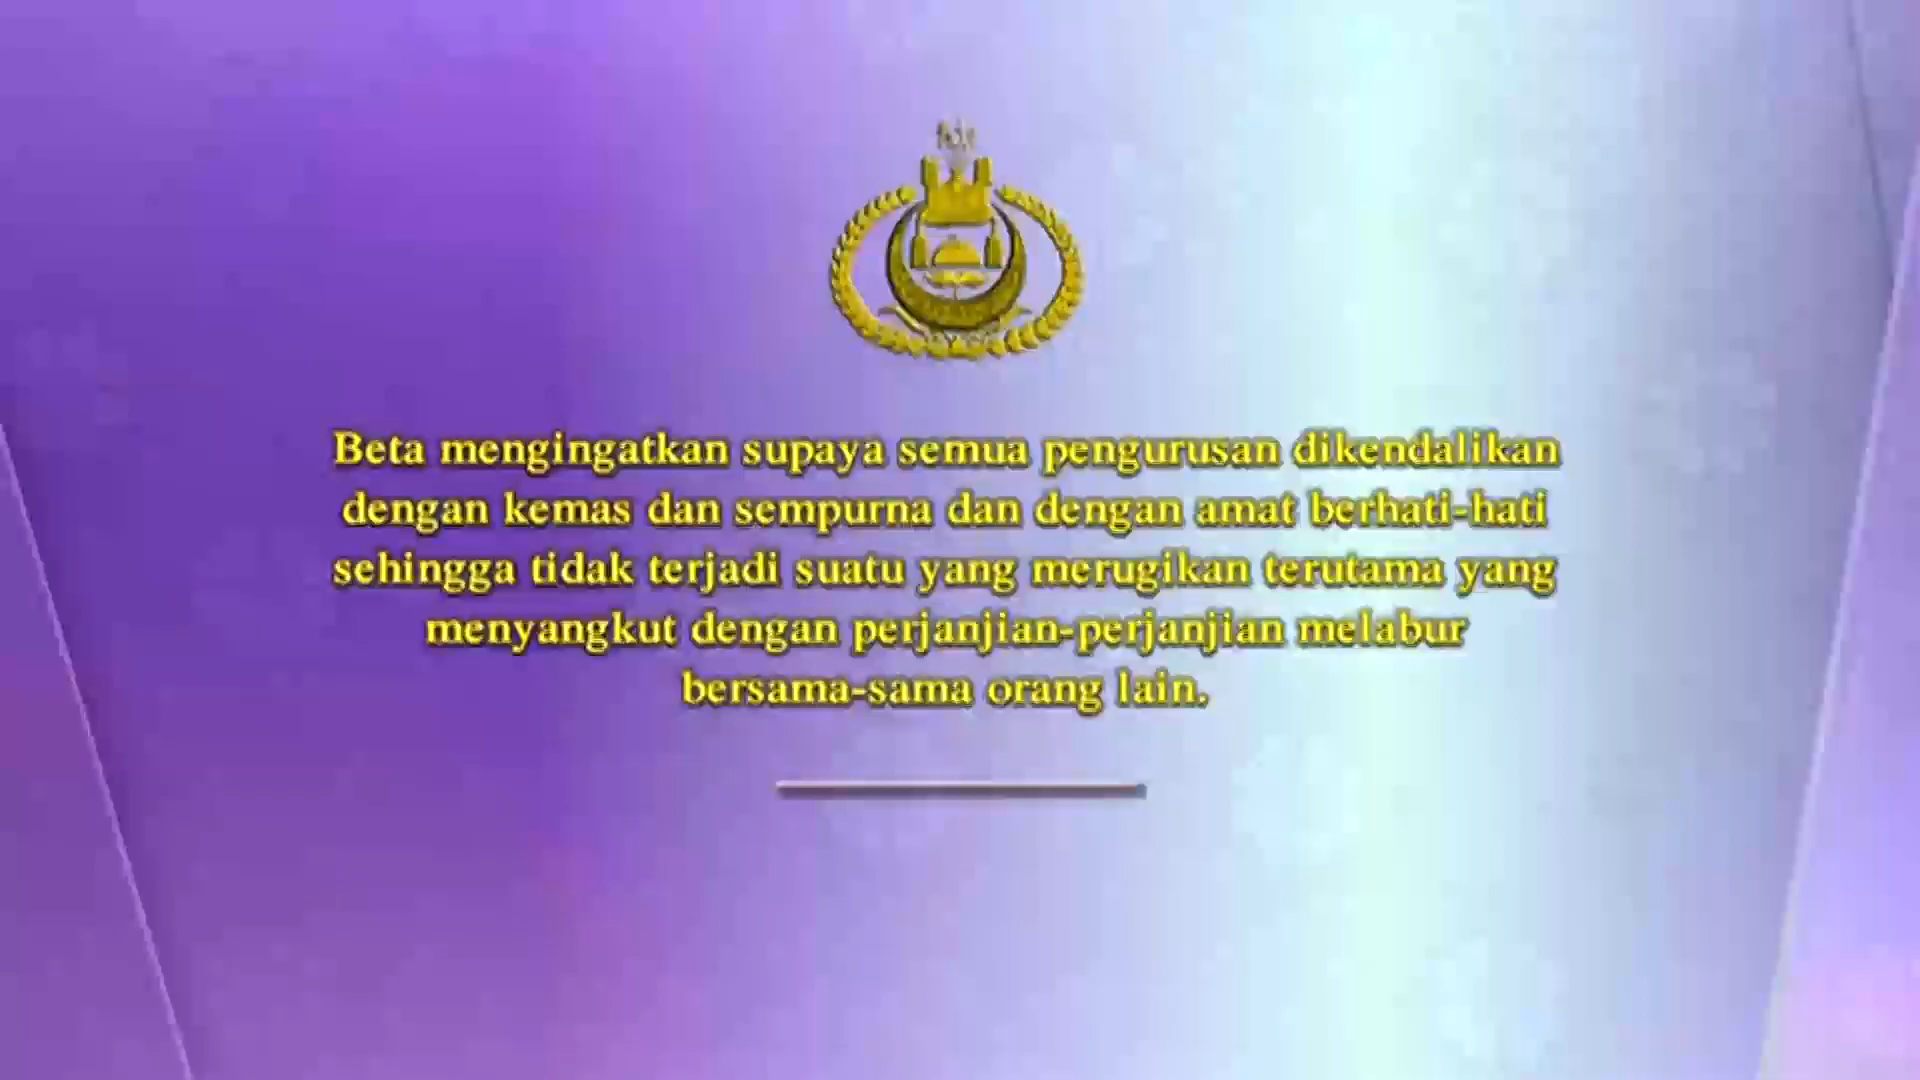 Beta mengingatkan supaya semua pengurusan dikendalikan
dengan kemas dan sempurna dan dengan amat berhati-hati
sehingga tidak terjadi suatu yang merugikan terutama yang
menyangkut dengan perjanjian-perjanjian melabur
bersama-sama orang lain.